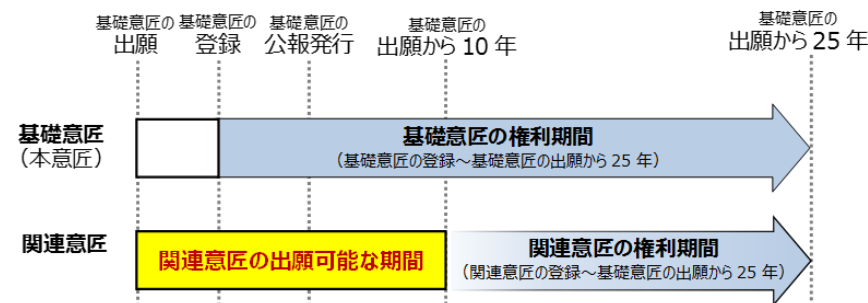 基礎意匠の 基礎意匠の 基礎意匠の 基礎意匠の 基礎意匠の
出願 登録 公報発行 出願から 10 年 出願から 25 年
基礎意匠
（本意匠）
基礎意匠の権利期間
（基礎意匠の登録～基礎意匠の出願から 25 年）
関連意匠
関連意匠の出願可能な期間
関連意匠の権利期間
（関連意匠の登録～基礎意匠の出願から 25 年）